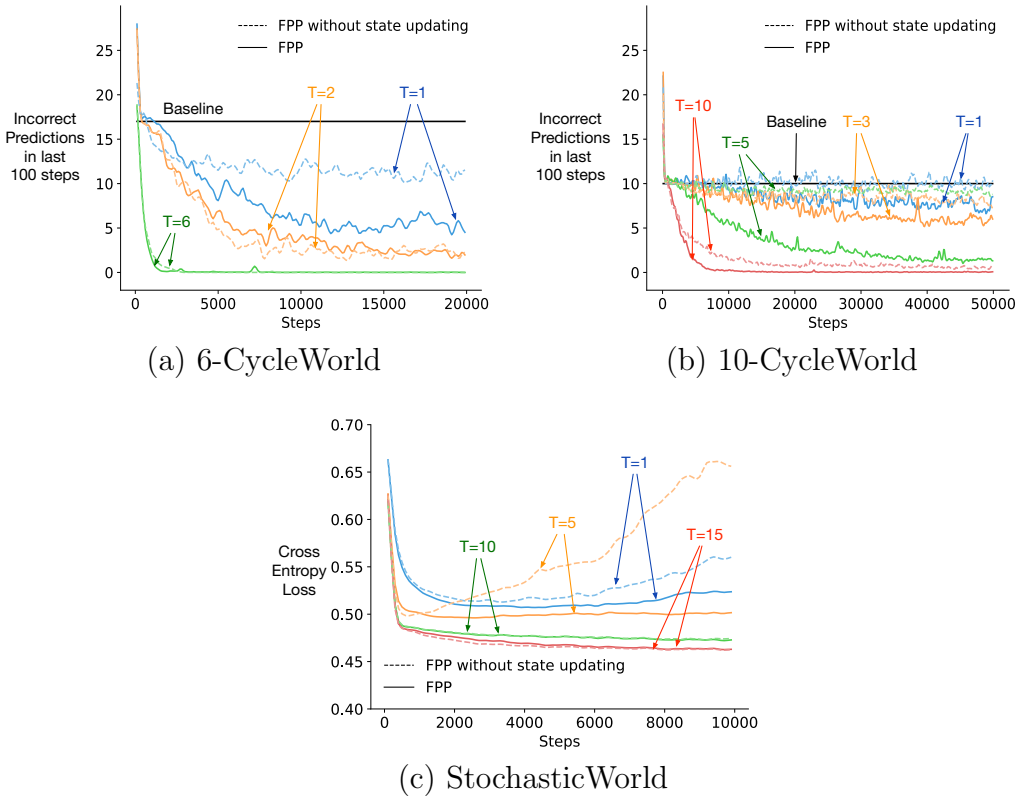 FPP without state updating
FPP
25
20
15
10
5
0
Incorrect
Predictions
in last
100 steps
Baseline
T=2
T=1
T=6
0
5000
10000
15000
20000
Steps
(a) 6-CycleWorld
FPP without state updating
FPP
25
20
15
10
5
0
Incorrect
Predictions
in last
100 steps
T=10
T=5
Baseline
T=3
T=1
0
10000
20000
30000
40000
50000
Steps
(b) 10-CycleWorld
0.70
0.65
0.60
0.55
0.50
0.45
0.40
Cross
Entropy
Loss
T=1
T=5
T=10
T=15
FPP without state updating
FPP
0
2000
4000
6000
8000
10000
Steps
(c) StochasticWorld